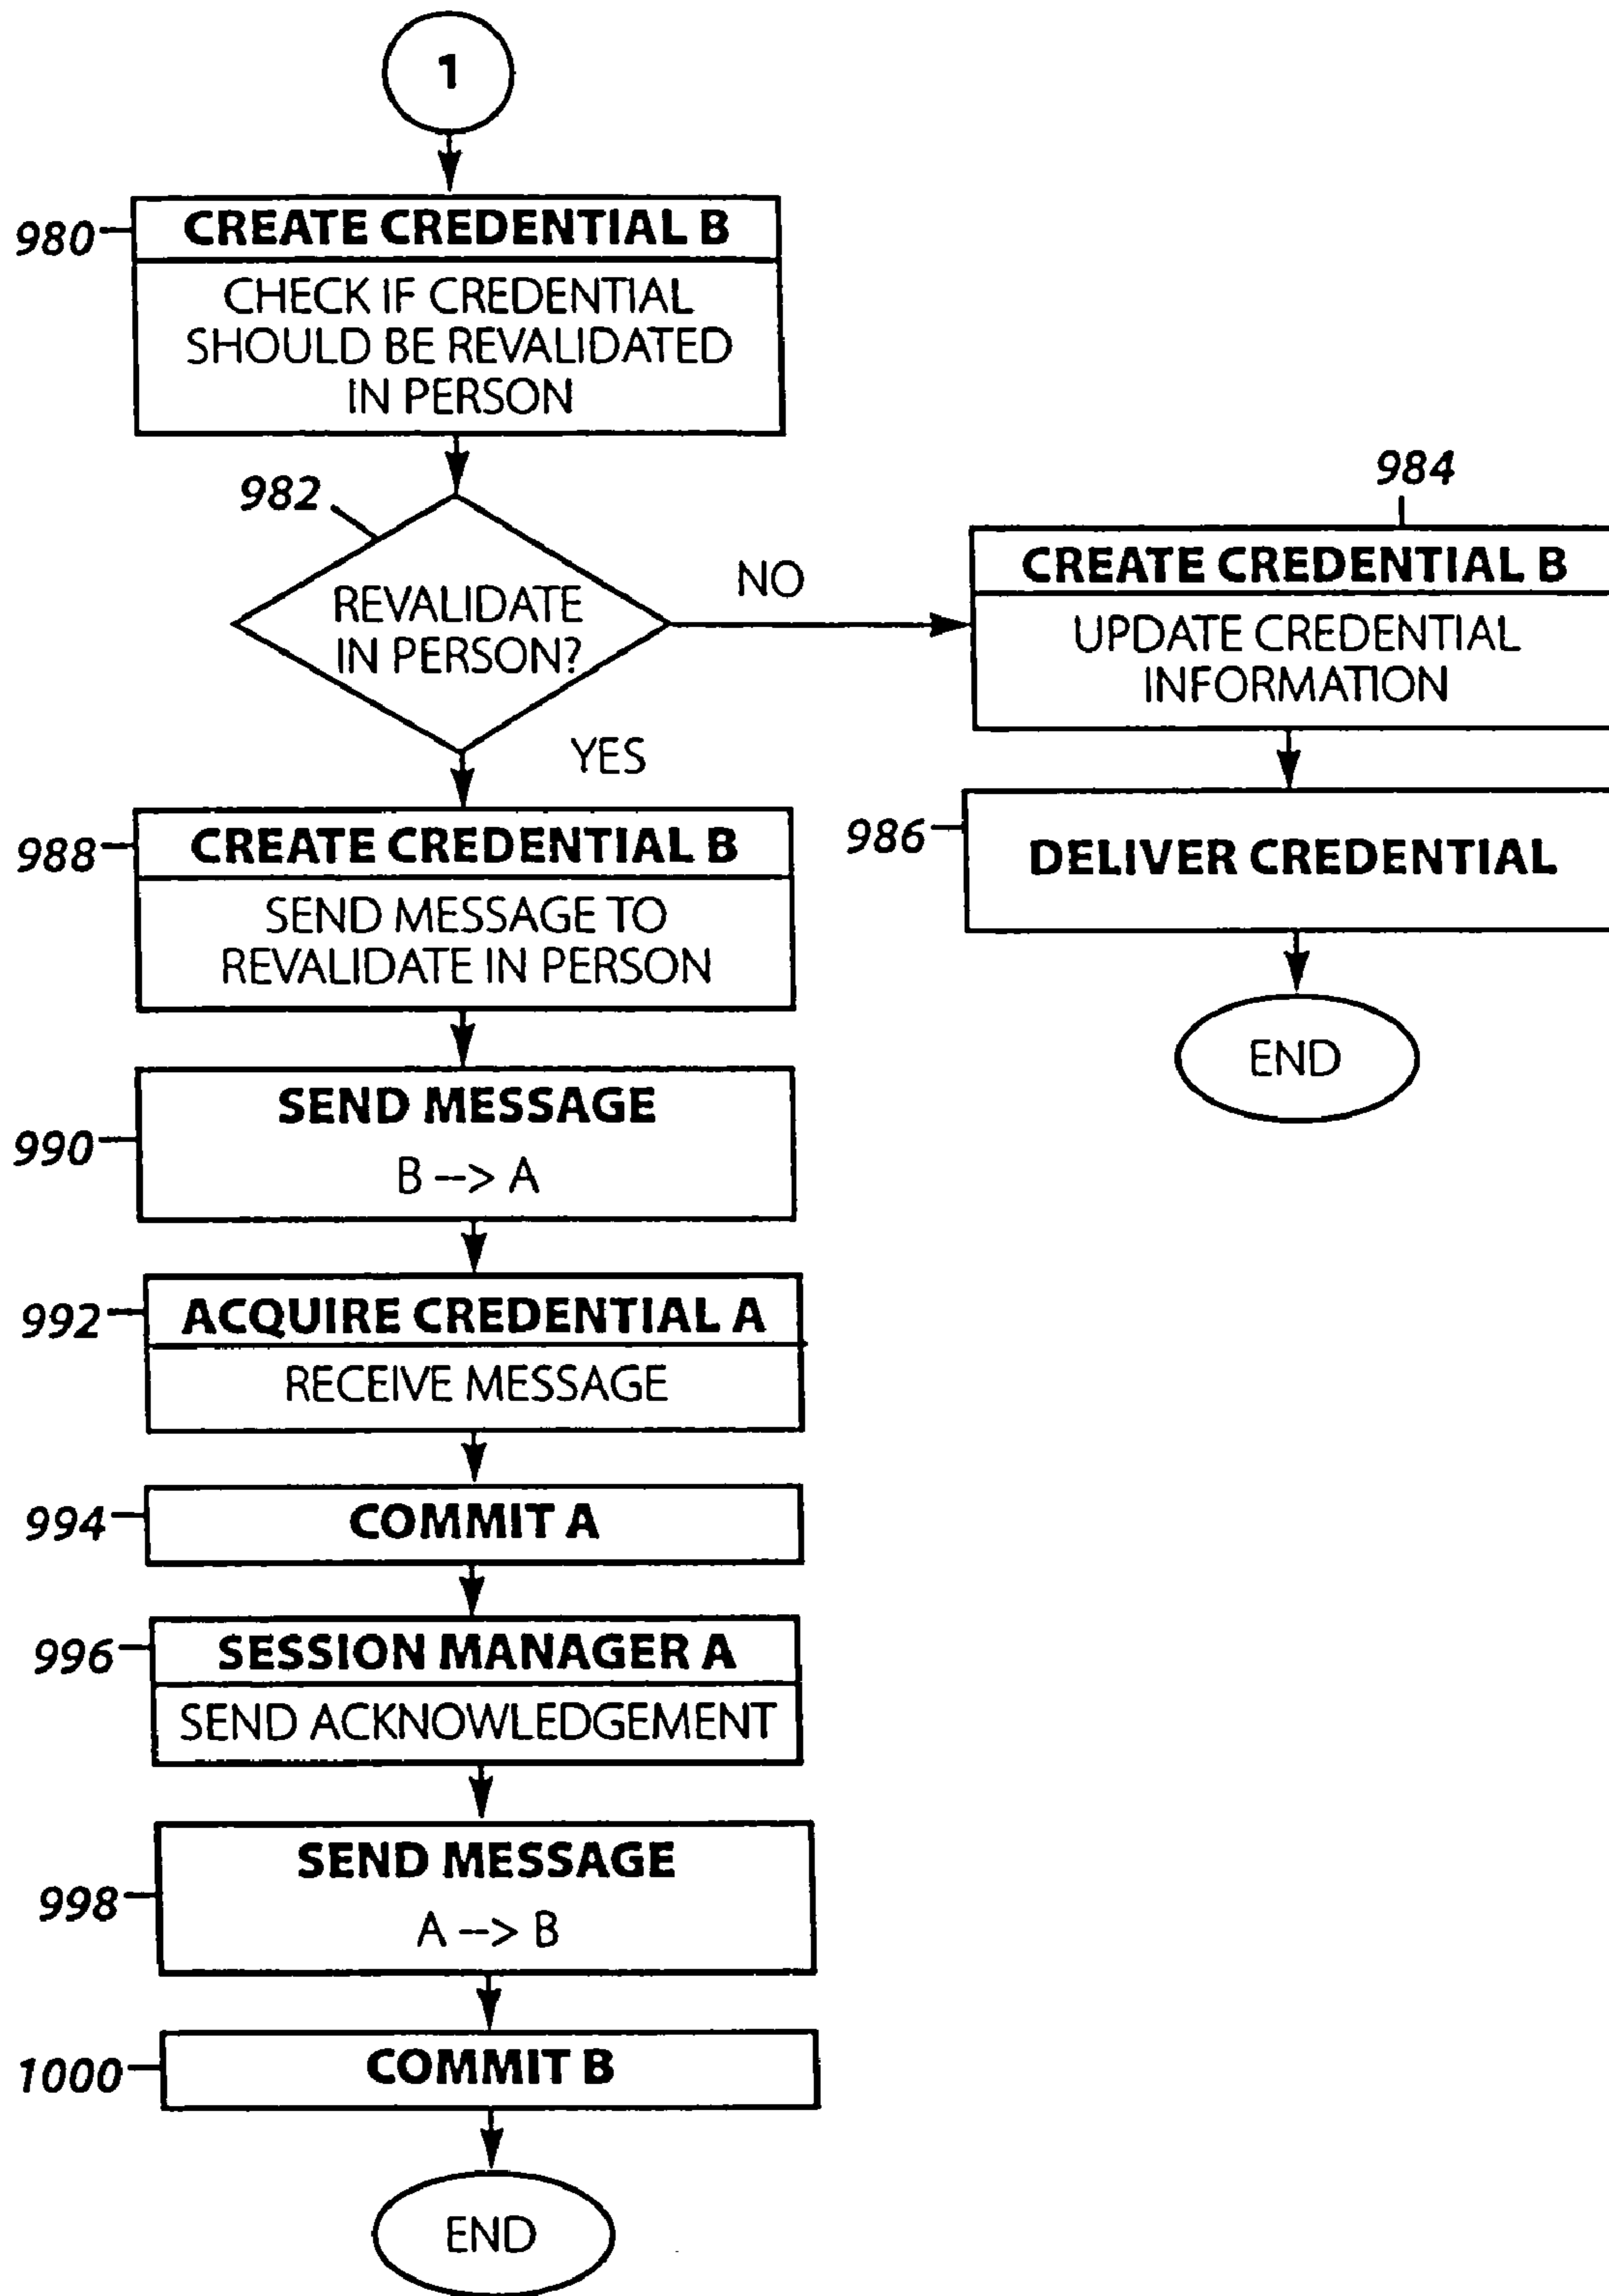 1
980
CREATE CREDENTIAL B
CHECK IF CREDENTIAL
SHOULD BE REVALIDATED
IN PERSON
982
REVALIDATE
IN PERSON?
NO
YES
984
CREATE CREDENTIAL B
UPDATE CREDENTIAL
INFORMATION
986
DELIVER CREDENTIAL
END
988
CREATE CREDENTIAL B
SEND MESSAGE TO
REVALIDATE IN PERSON
990
SEND MESSAGE
B --> A
992
ACQUIRE CREDENTIAL A
RECEIVE MESSAGE
994
COMMIT A
996
SESSION MANAGER A
SEND ACKNOWLEDGEMENT
998
SEND MESSAGE
A --> B
1000
COMMIT B
END